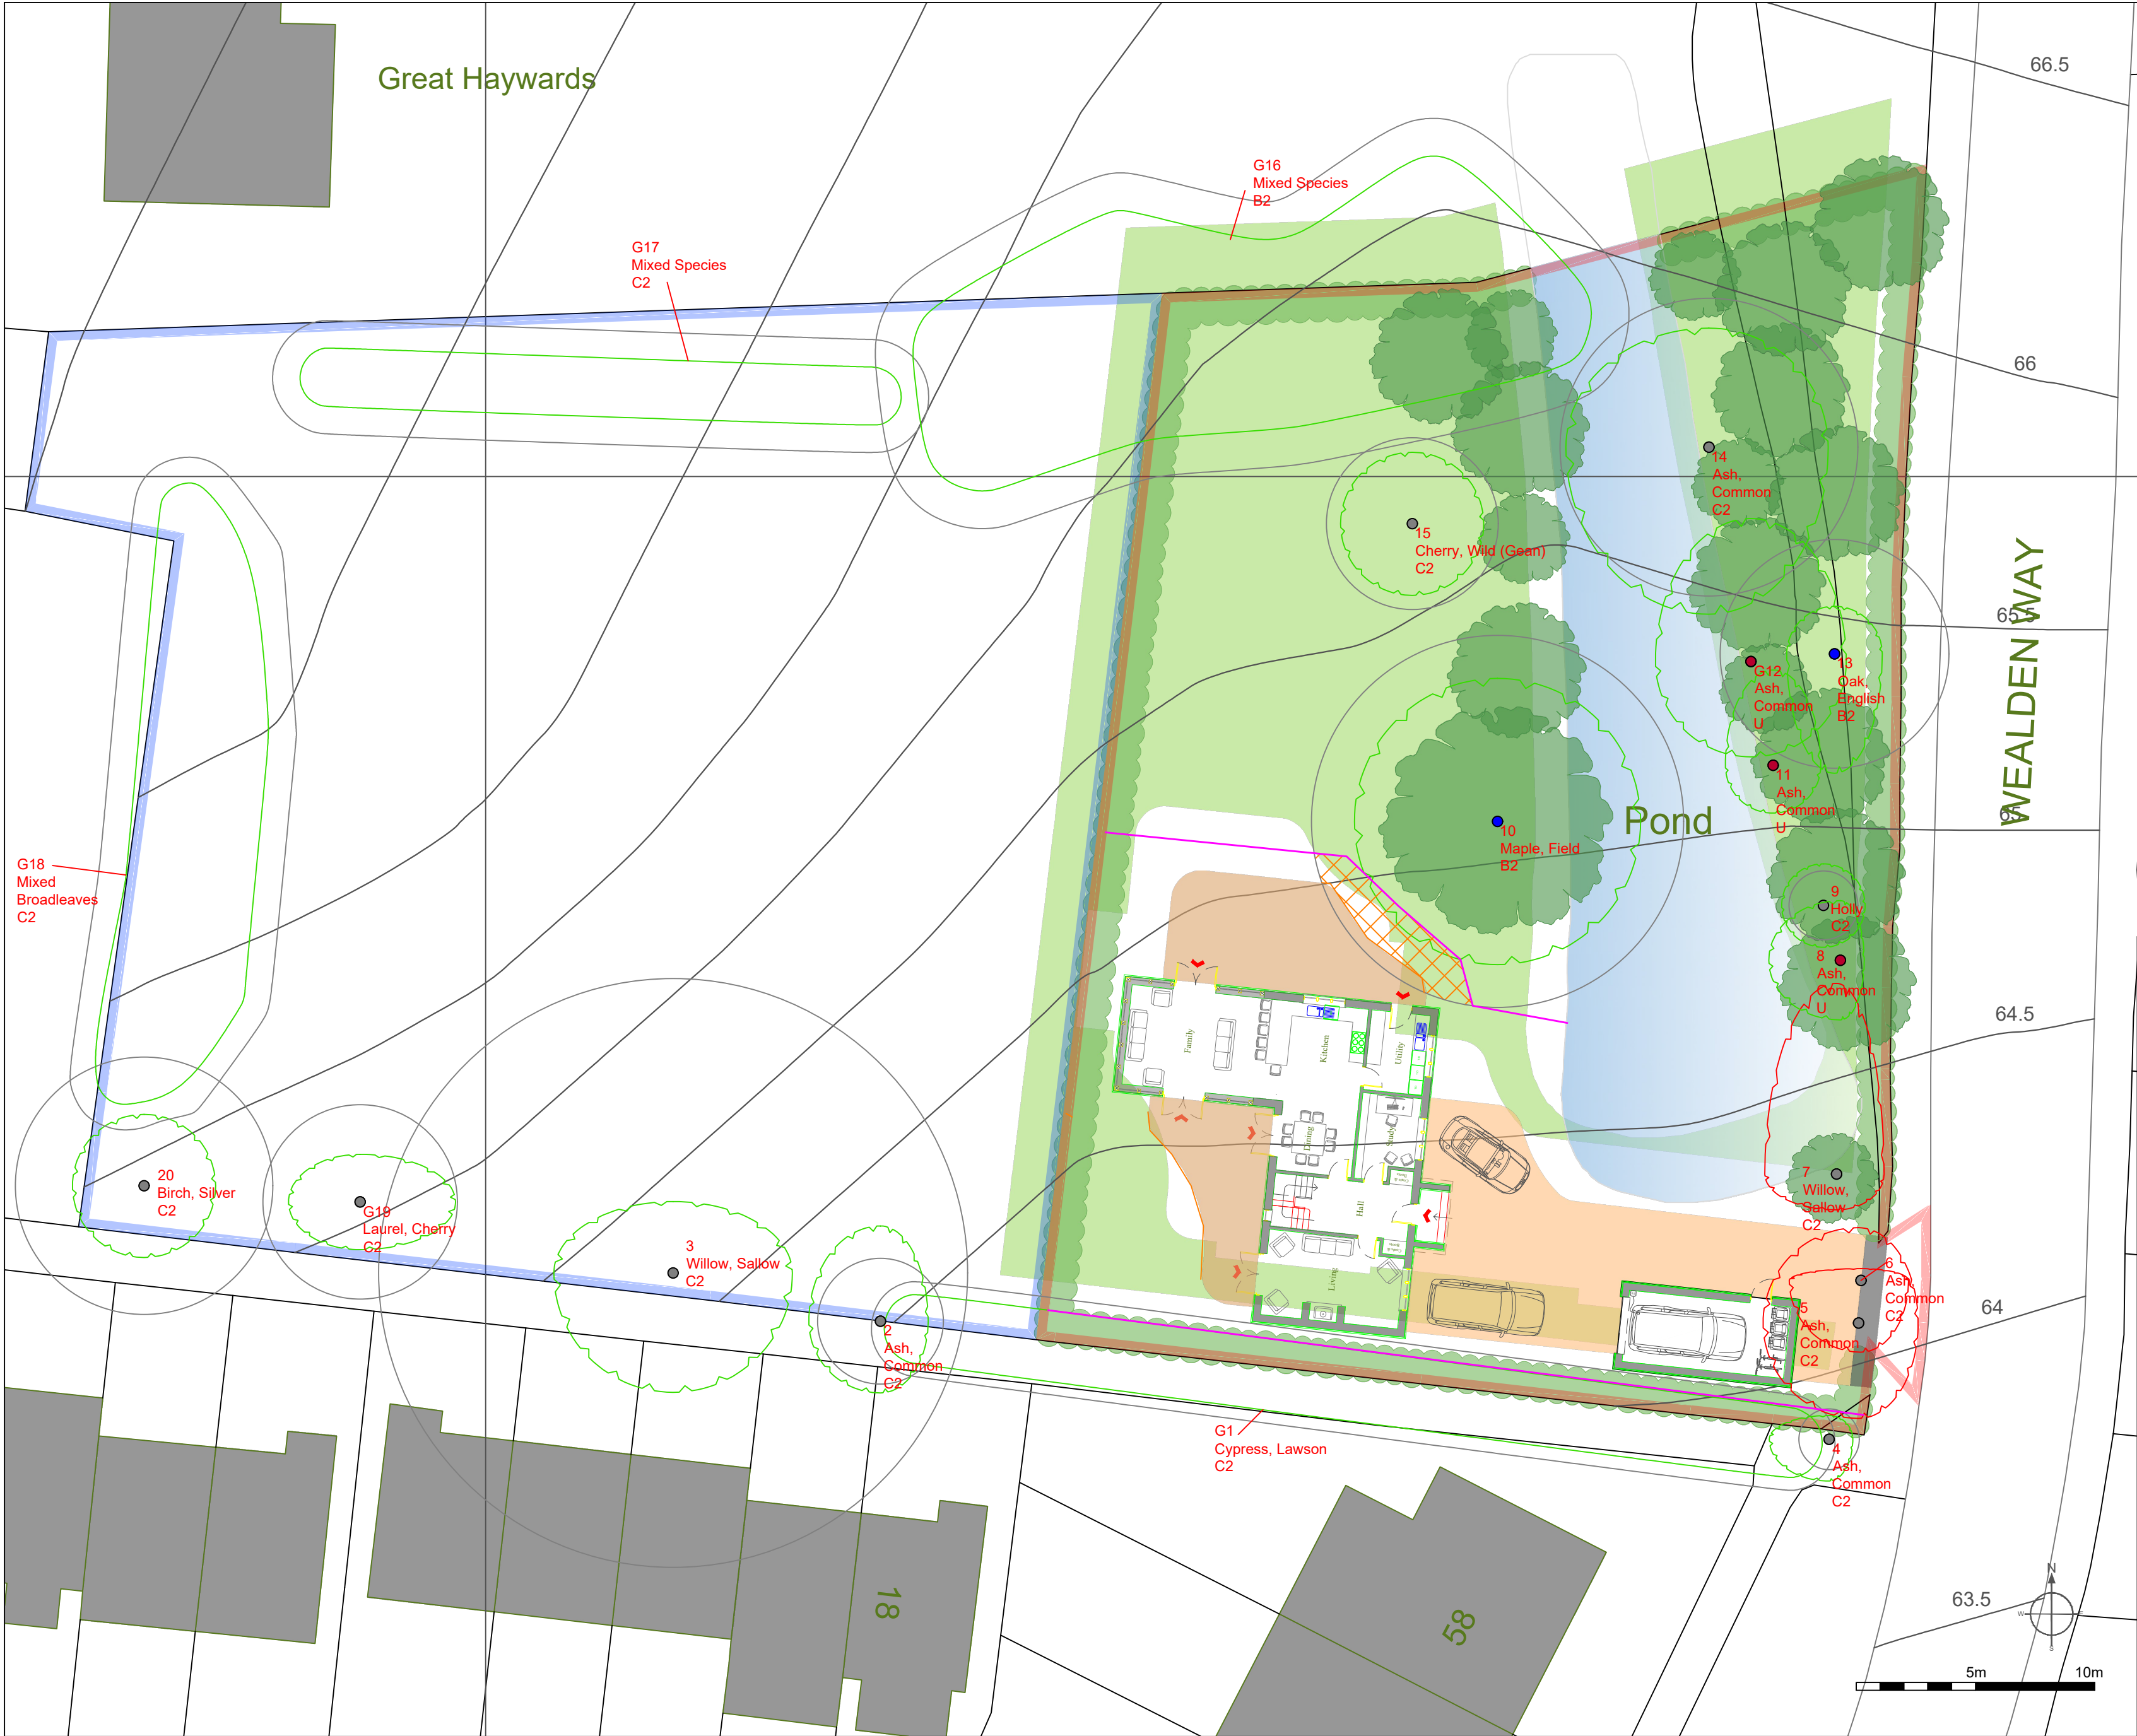 Great Haywards
66.5
G16
Mixed Species
B2
G17
Mixed Species
C2
66
14
Ash,
Common
C2
15
Cherry, Wild (Gean)
C2
WEALDEN WAY
65.5
G12
Ash,
Common
U
13
Oak,
English
B2
11
Ash,
Common
U
65
Pond
10
Maple, Field
B2
G18
Mixed
Broadleaves
C2
9
Holly
C2
8
Ash,
Common
U
64.5
Family
Kitchen
Utility
Dining
Study
Hall
Living
7
Willow,
Sallow
C2
20
Birch, Silver
C2
G19
Laurel, Cherry
C2
3
Willow, Sallow
C2
6
Ash,
Common
C2
5
Ash,
Common
C2
64
2
Ash,
Common
C2
G1
Cypress, Lawson
C2
4
Ash,
Common
C2
18
58
63.5
N
W
S
5m
10m